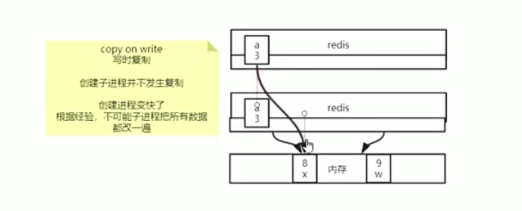 copy on write
写时复制
创建子进程并不发生复制
创建进程变快了
根据经验，不可能子进程把所有数据
都改一遍
a
3
redis
a
3
redis
8
x
内存
9
w